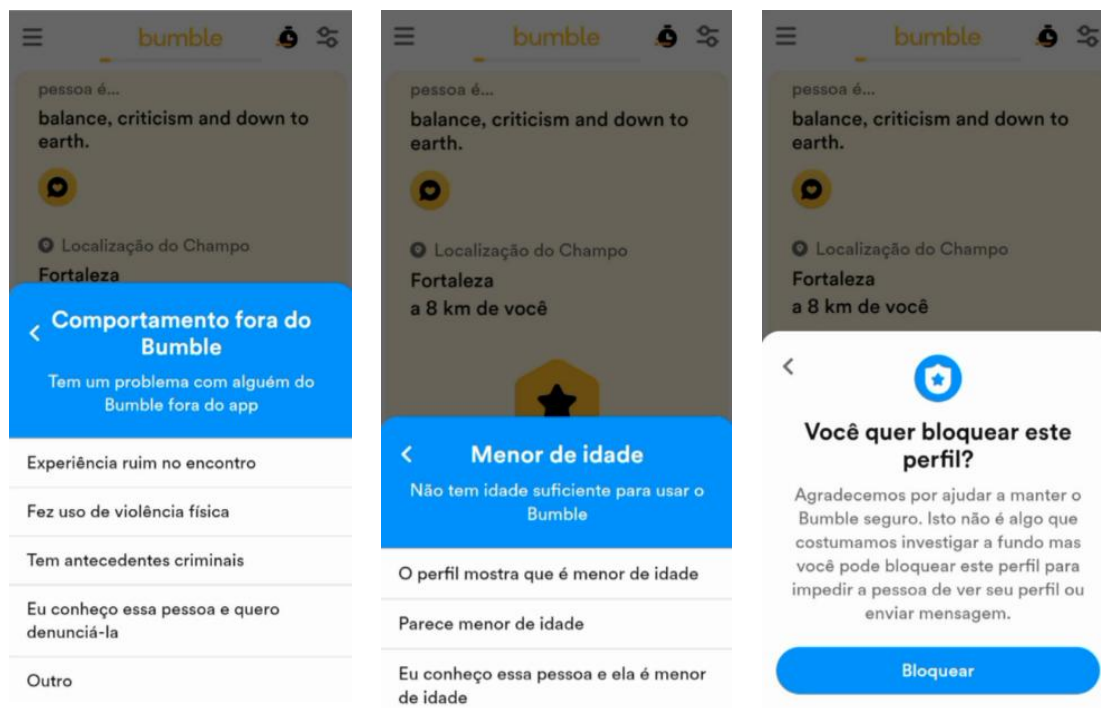 bumble
pessoa é...
balance, criticism and down to
earth.
Localização do Champo
Fortaleza
Comportamento fora do
Bumble
Tem um problema com alguém do
Bumble fora do app
Experiência ruim no encontro
Fez uso de violência física
Tem antecedentes criminais
Eu conheço essa pessoa e quero
denunciá-la
Outro
bumble
pessoa é...
balance, criticism and down to
earth.
Localização do Champo
Fortaleza
a 8 km de você
Menor de idade
Não tem idade suficiente para usar o
Bumble
O perfil mostra que é menor de idade
Parece menor de idade
Eu conheço essa pessoa e ela é menor
de idade
bumble
pessoa é...
balance, criticism and down to
earth.
Localização do Champo
Fortaleza
a 8 km de você
Você quer bloquear este
perfil?
Agradecemos por ajudar a manter o
Bumble seguro. Isto não é algo que
costumamos investigar a fundo mas
você pode bloquear este perfil para
impedir a pessoa de ver seu perfil ou
enviar mensagem.
Bloquear